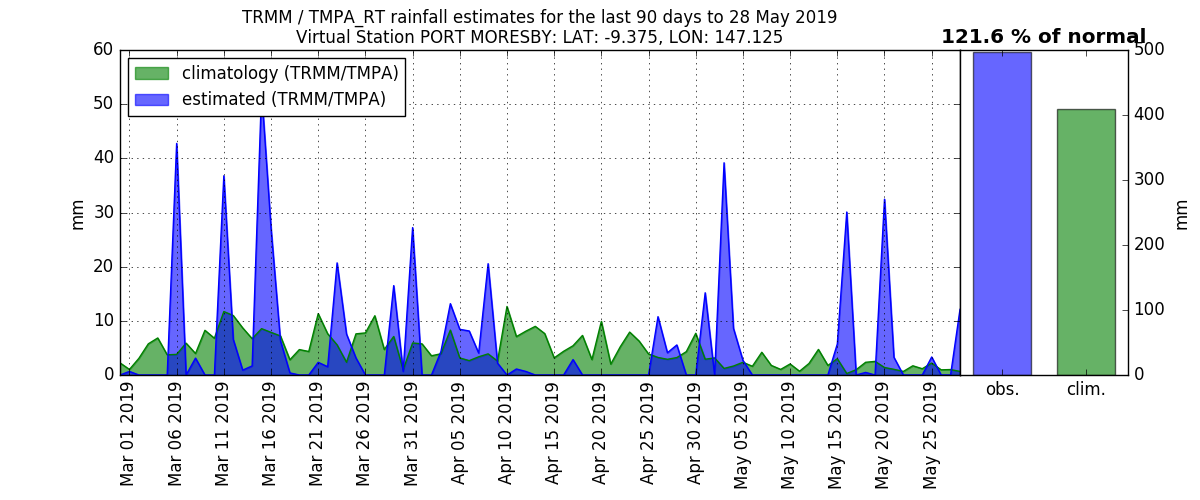 TRMM / TMPA_RT rainfall estimates for the last 90 days to 28 May 2019
Virtual Station PORT MORESBY: LAT: -9.375, LON: 147.125
121.6 % of normal
climatology (TRMM/TMPA)
estimated (TRMM/TMPA)
60
50
40
30
20
10
0
mm
500
400
300
200
100
0
mm
obs.
clim.
Mar 01 2019
Mar 06 2019
Mar 11 2019
Mar 16 2019
Mar 21 2019
Mar 26 2019
Mar 31 2019
Apr 05 2019
Apr 10 2019
Apr 15 2019
Apr 20 2019
Apr 25 2019
Apr 30 2019
May 05 2019
May 10 2019
May 15 2019
May 20 2019
May 25 2019